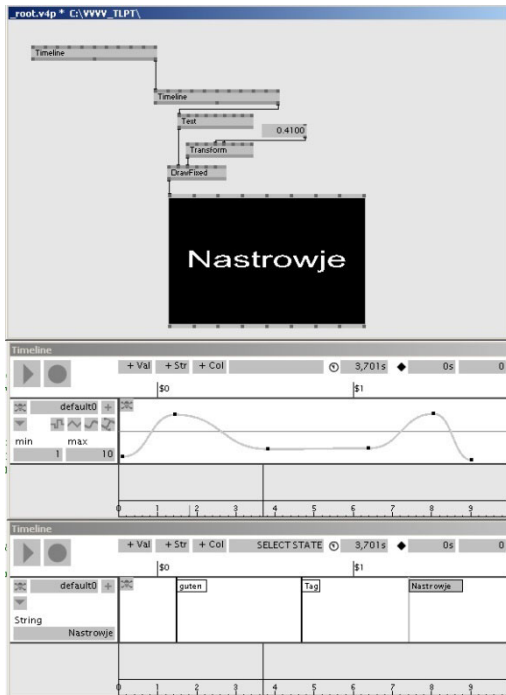 _root.v4p * C:\VVVV_TLPT\
Timeline
Timeline
Text
0.4100
Transform
DrawFixed
Nastrowje
Timeline
+ Val + Str + Col 3,701s 0s 0
$0 $1
default0 +
min max
1 10
0 1 2 3 4 5 6 7 8 9
Timeline
+ Val + Str + Col SELECT STATE 3,701s 0s 0
$0 $1
default0 + guten Tag Nastrowje
String
Nastrowje
0 1 2 3 4 5 6 7 8 9